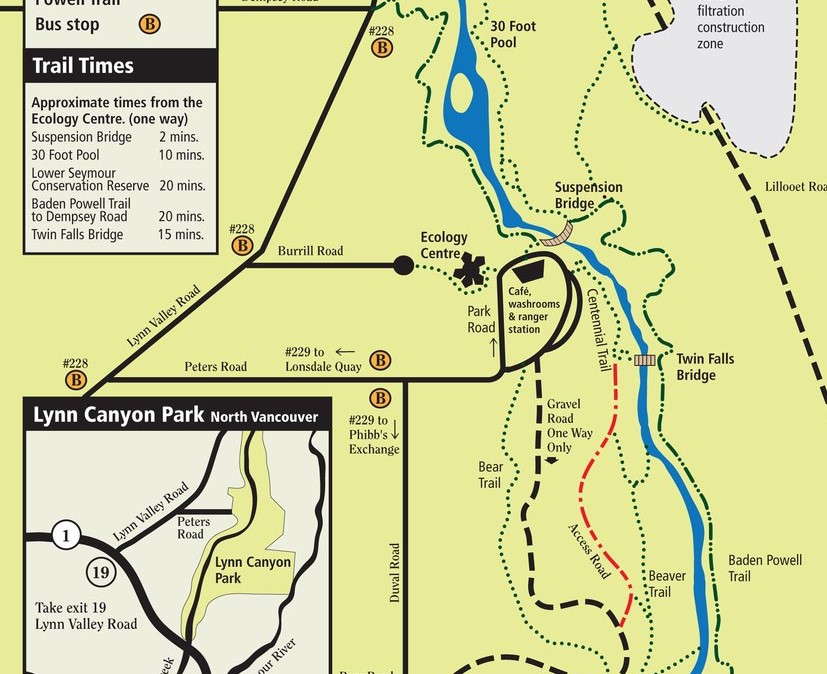 Powell Trail
Bus stop B
Trail Times
Approximate times from the
Ecology Centre. (one way)
Suspension Bridge 2 mins.
30 Foot Pool 10 mins.
Lower Seymour
Conservation Reserve 20 mins.
Baden Powell Trail
to Dempsey Road 20 mins.
Twin Falls Bridge 15 mins.
Dempsey Road
#228
B
30 Foot
Pool
filtration
construction
zone
Lillooet Roa
Suspension
Bridge
#228
B
Burrill Road
Ecology
Centre
Café,
washrooms
& ranger
station
Park
Road
Centennial Trail
Lynn Valley Road
#228
B
Peters Road
#229 to
Lonsdale Quay
B
B
#229 to
Phibb's
Exchange
Twin Falls
Bridge
Gravel
Road
One Way
Only
Bear
Trail
Access Road
Beaver
Trail
Baden Powell
Trail
Duval Road
Lynn Canyon Park North Vancouver
1
19
Lynn Valley Road
Peters
Road
Lynn Canyon
Park
Take exit 19
Lynn Valley Road
eek
our River